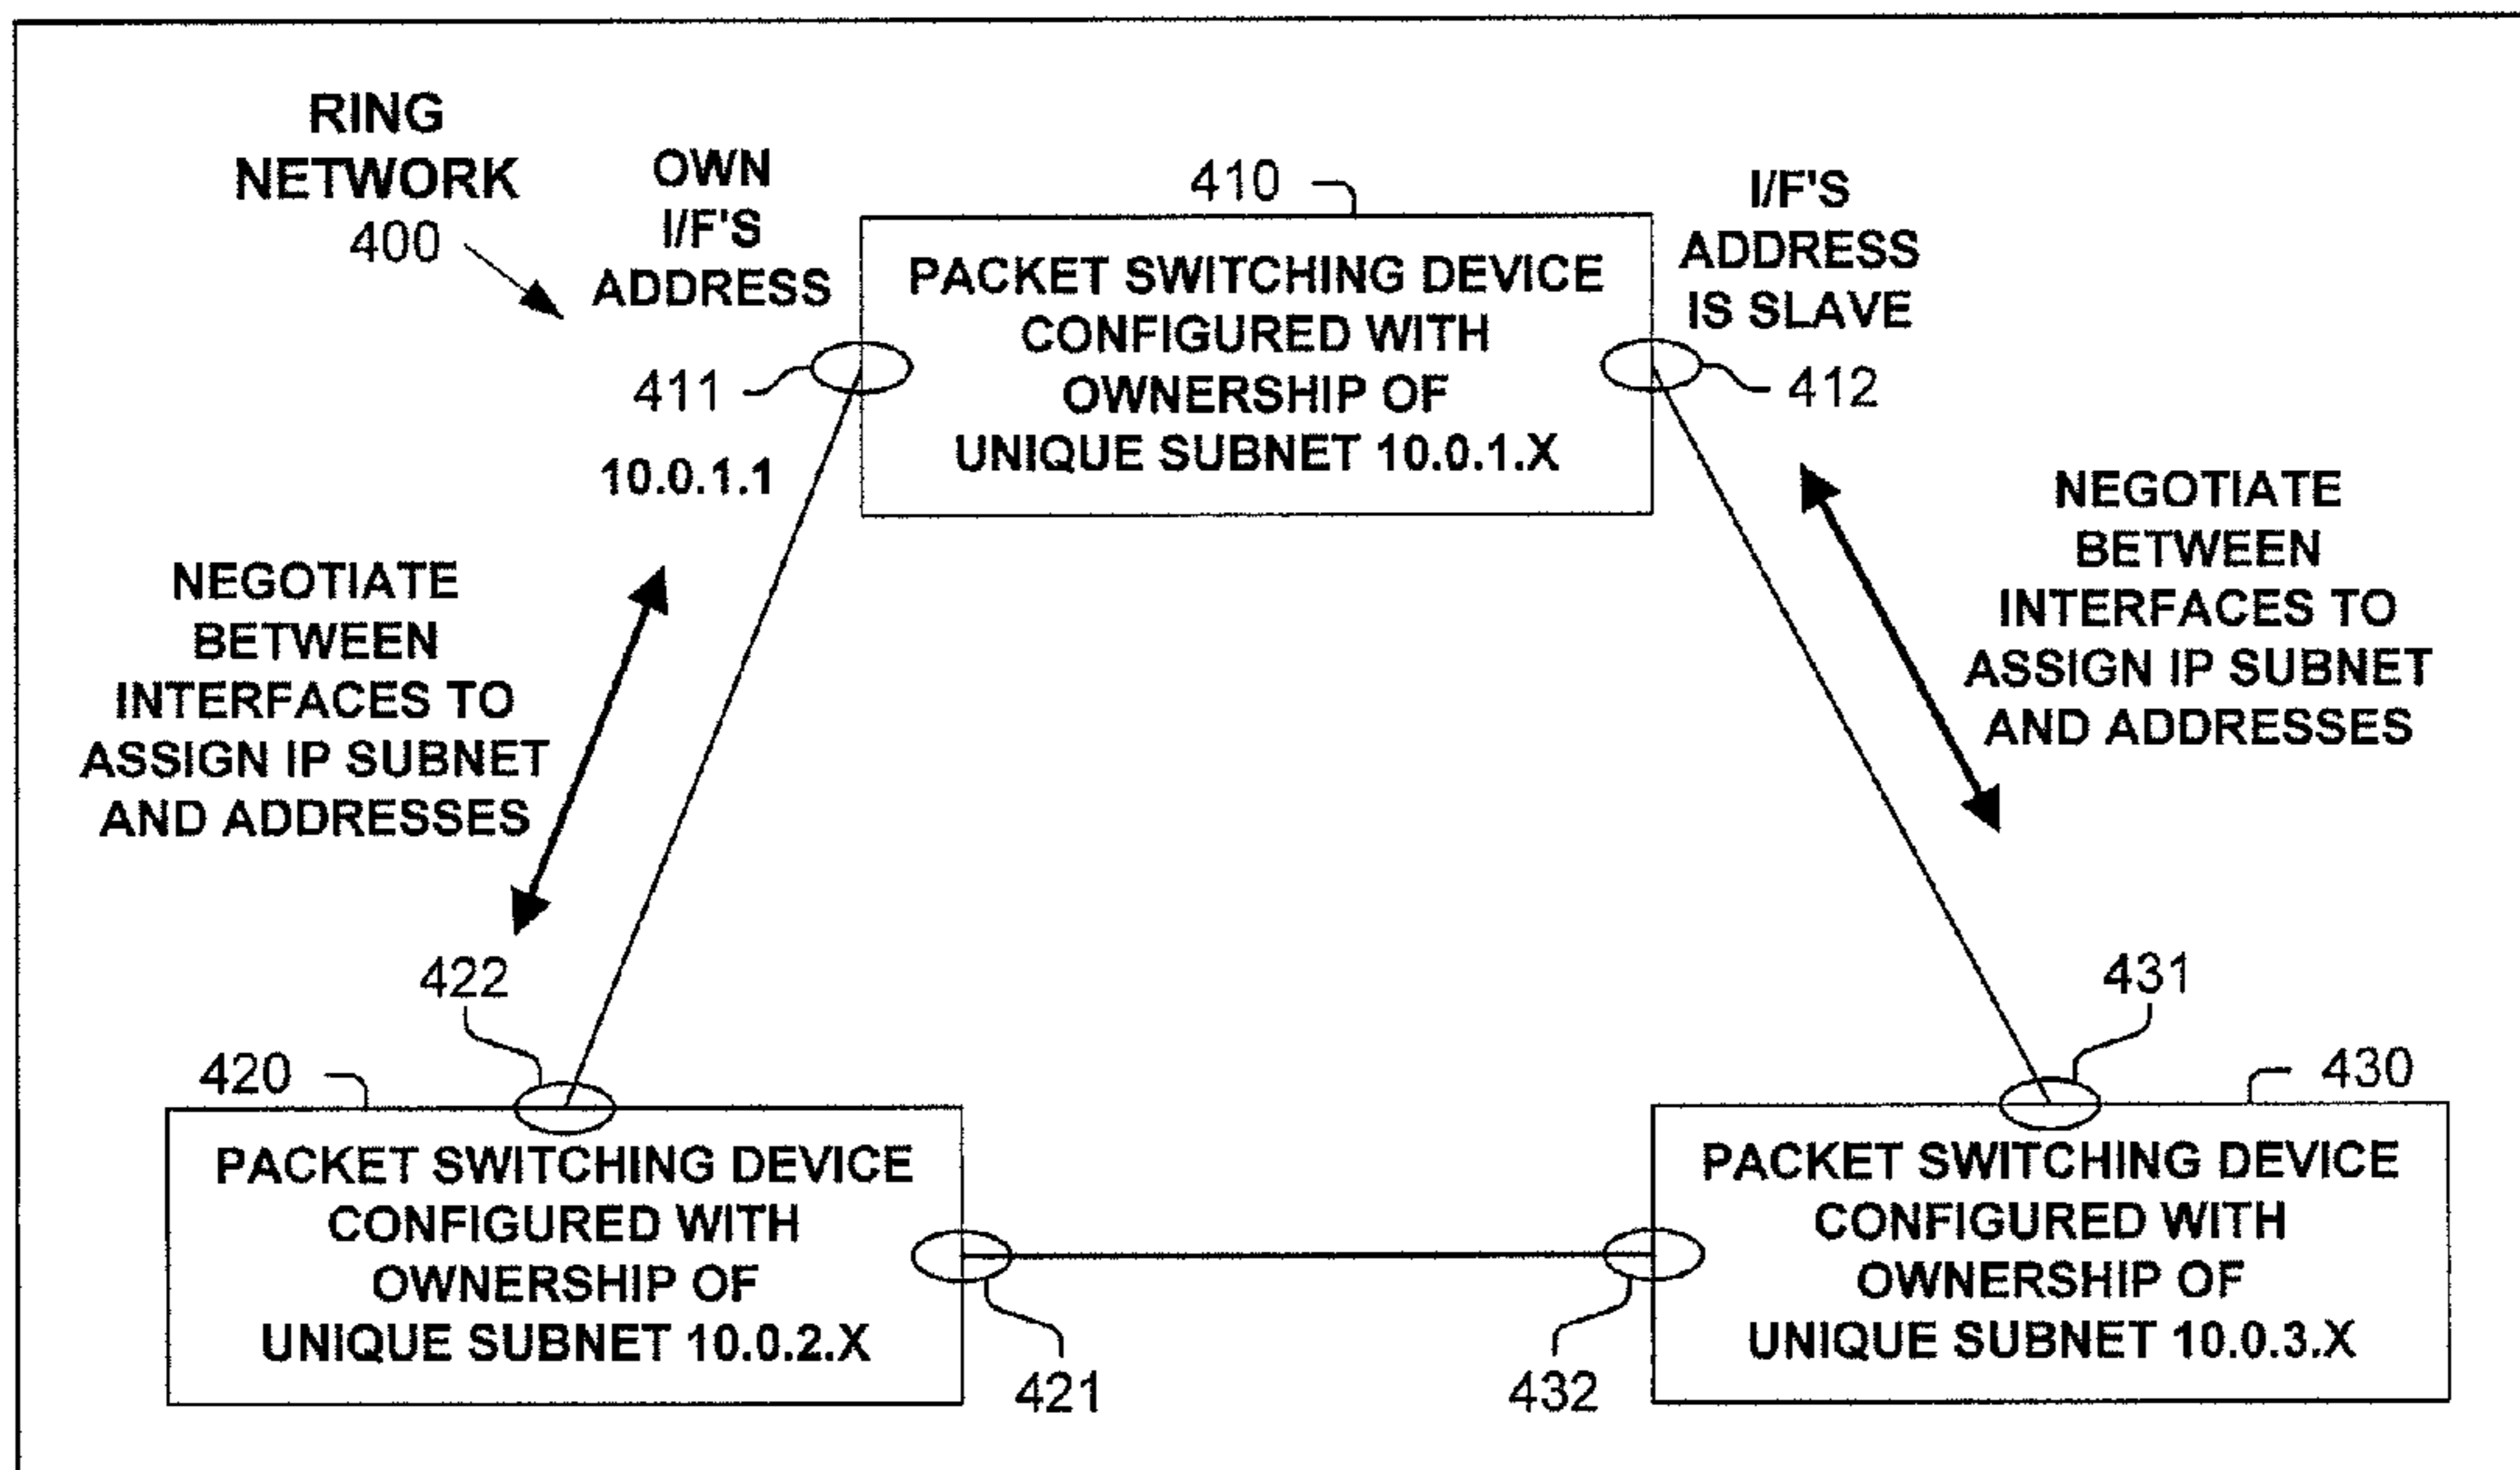 RING
NETWORK
400
OWN
I/F'S
ADDRESS
411
10.0.1.1
410
PACKET SWITCHING DEVICE
CONFIGURED WITH
OWNERSHIP OF
UNIQUE SUBNET 10.0.1.X
I/F'S
ADDRESS
IS SLAVE
412
NEGOTIATE
BETWEEN
INTERFACES TO
ASSIGN IP SUBNET
AND ADDRESSES
NEGOTIATE
BETWEEN
INTERFACES TO
ASSIGN IP SUBNET
AND ADDRESSES
422
420
PACKET SWITCHING DEVICE
CONFIGURED WITH
OWNERSHIP OF
UNIQUE SUBNET 10.0.2.X
421
431
430
PACKET SWITCHING DEVICE
CONFIGURED WITH
OWNERSHIP OF
UNIQUE SUBNET 10.0.3.X
432